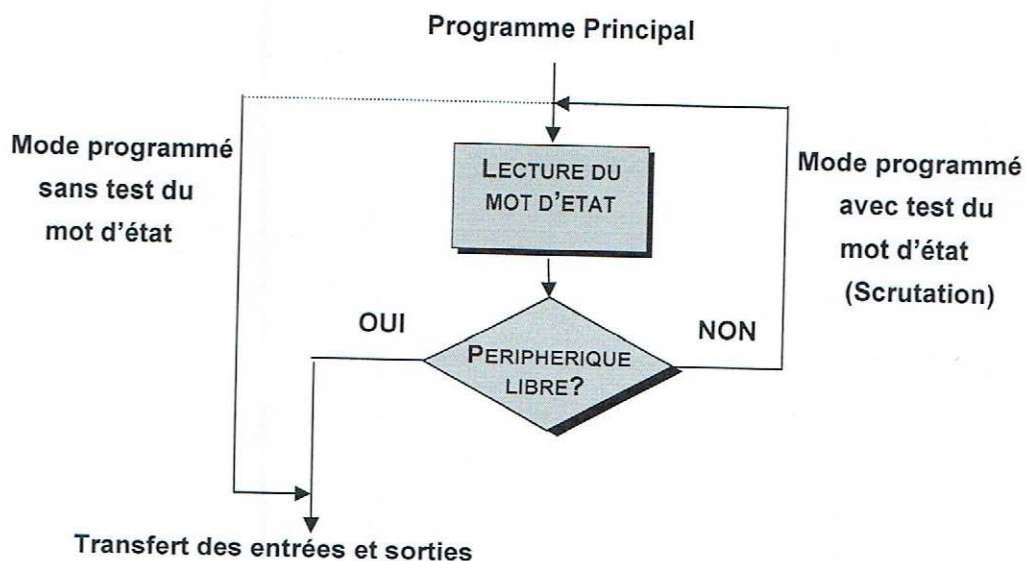 Programme Principal
Mode programmé
sans test du
mot d'état
LECTURE DU
MOT D'ETAT
Mode programmé
avec test du
mot d'état
(Scrutation)
OUI
NON
PERIPHERIQUE
LIBRE?
Transfert des entrées et sorties